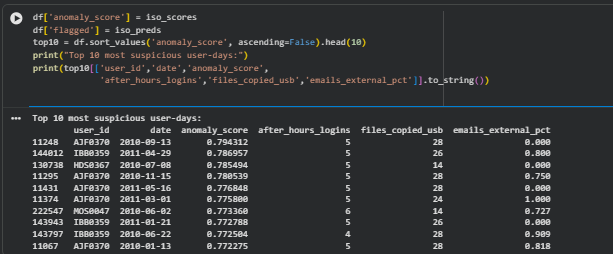 df['anomaly_score'] = iso_scores
df['flagged'] = iso_preds
top10 = df.sort_values('anomaly_score', ascending=False).head(10)
print("Top 10 most suspicious user-days:")
print(top10[['user_id','date','anomaly_score',
'after_hours_logins','files_copied_usb','emails_external_pct']].to_string())
Top 10 most suspicious user-days:
user_id date anomaly_score after_hours_logins files_copied_usb emails_external_pct
11248 AJF0370 2010-09-13 0.794312 5 28 0.000
144012 IBB0359 2011-04-29 0.786957 5 26 0.800
130738 HDS0367 2010-07-08 0.785494 5 14 0.000
11295 AJF0370 2010-11-15 0.780539 5 28 0.750
11431 AJF0370 2011-05-16 0.776848 5 28 0.000
11374 AJF0370 2011-03-01 0.775800 5 24 1.000
222547 MOS0047 2010-06-02 0.773360 6 14 0.727
143943 IBB0359 2011-01-21 0.772788 5 26 0.000
143797 IBB0359 2010-06-22 0.772504 4 28 0.909
11067 AJF0370 2010-01-13 0.772275 5 28 0.818